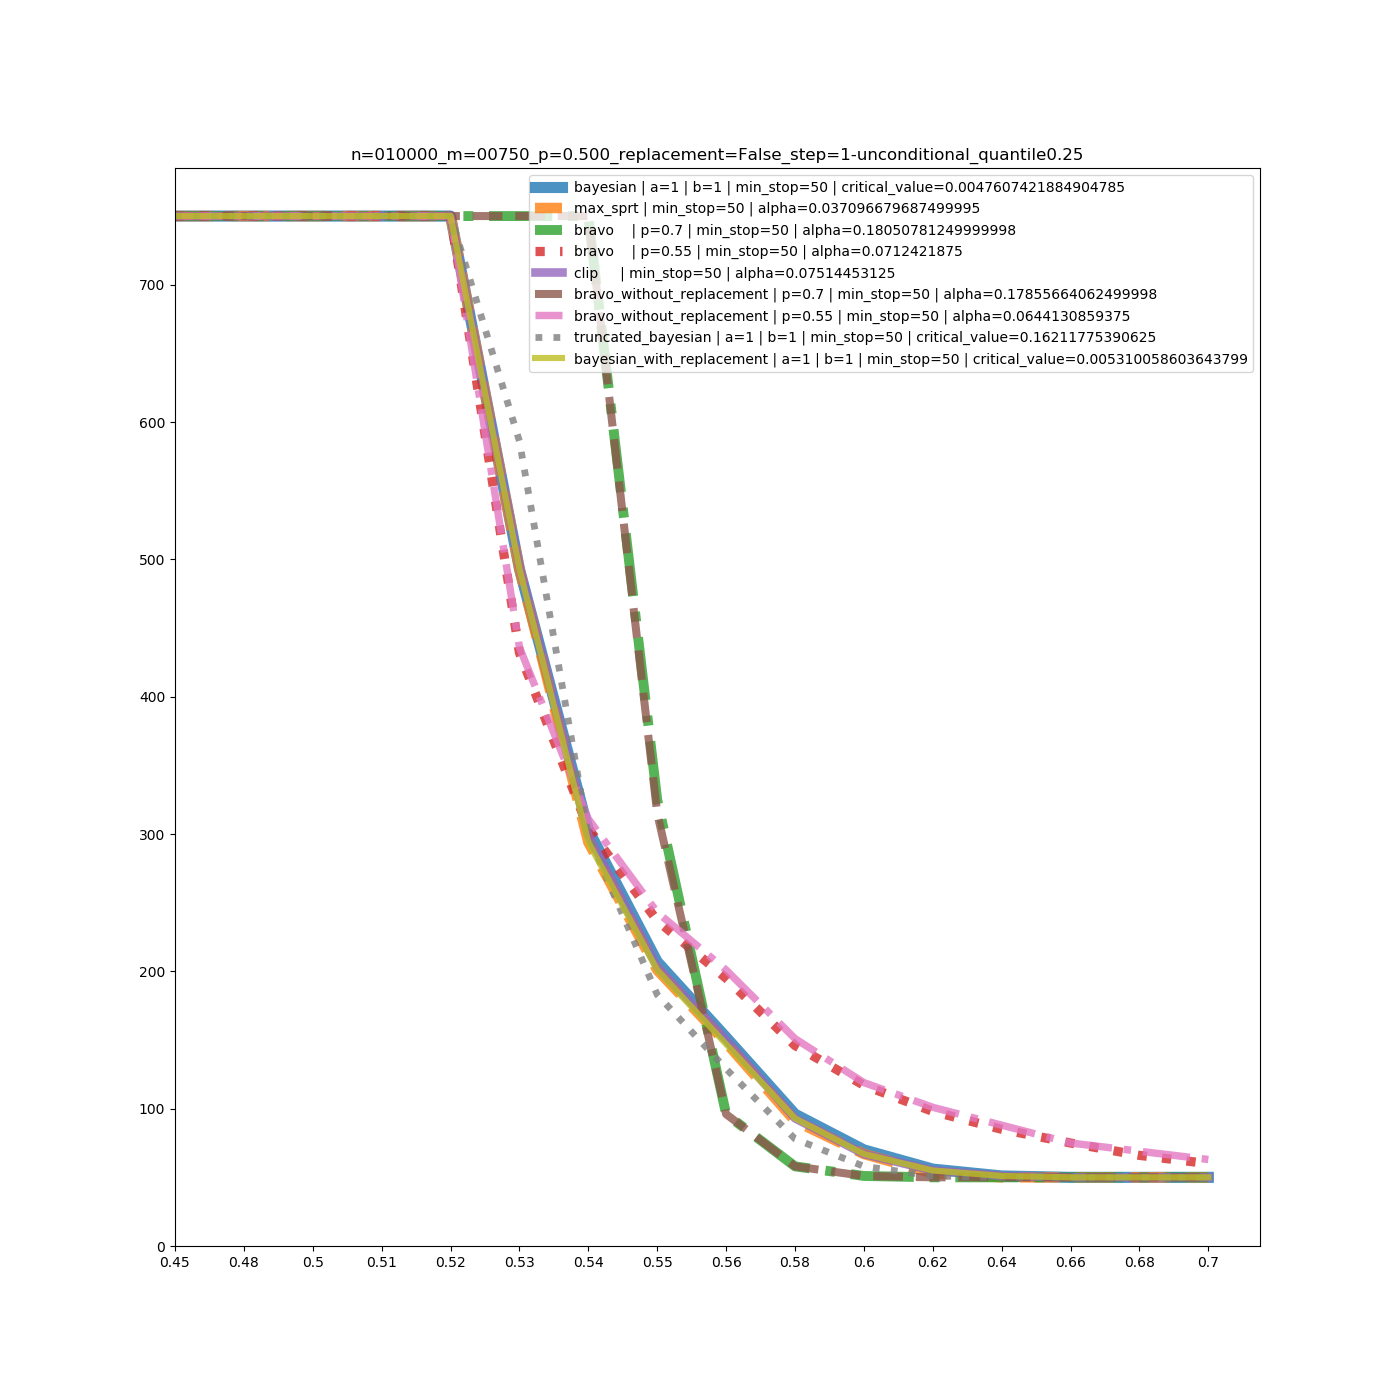 n=010000_m=00750_p=0.500_replacement=False_step=1-unconditional_quantile0.25
bayesian | a=1 | b=1 | min_stop=50 | critical_value=0.0047607421884904785
max_sprt | min_stop=50 | alpha=0.037096679687499995
bravo    | p=0.7 | min_stop=50 | alpha=0.18050781249999998
bravo    | p=0.55 | min_stop=50 | alpha=0.0712421875
clip     | min_stop=50 | alpha=0.07514453125
bravo_without_replacement | p=0.7 | min_stop=50 | alpha=0.17855664062499998
bravo_without_replacement | p=0.55 | min_stop=50 | alpha=0.0644130859375
truncated_bayesian | a=1 | b=1 | min_stop=50 | critical_value=0.16211775390625
bayesian_with_replacement | a=1 | b=1 | min_stop=50 | critical_value=0.005310058603643799
700
600
500
400
300
200
100
0
0.45 0.48 0.5 0.51 0.52 0.53 0.54 0.55 0.56 0.58 0.6 0.62 0.64 0.66 0.68 0.7